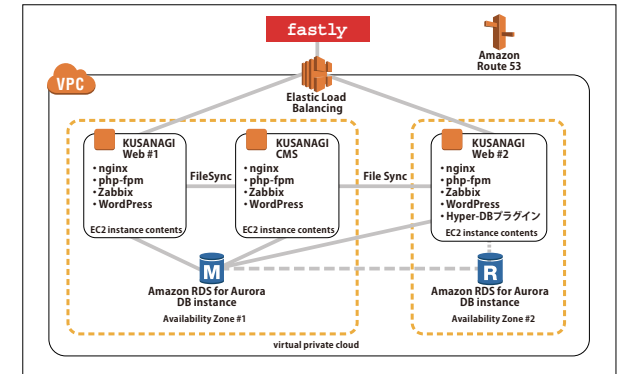 fastly
Amazon
Route 53
VPC
Elastic Load
Balancing
KUSANAGI
Web #1
・nginx
・php-fpm
・Zabbix
・WordPress
EC2 instance contents
FileSync
KUSANAGI
CMS
・nginx
・php-fpm
・Zabbix
・WordPress
EC2 instance contents
File Sync
KUSANAGI
Web #2
・nginx
・php-fpm
・Zabbix
・WordPress
・Hyper-DBプラグイン
EC2 instance contents
M
Amazon RDS for Aurora
DB instance
Availability Zone #1
R
Amazon RDS for Aurora
DB instance
Availability Zone #2
virtual private cloud